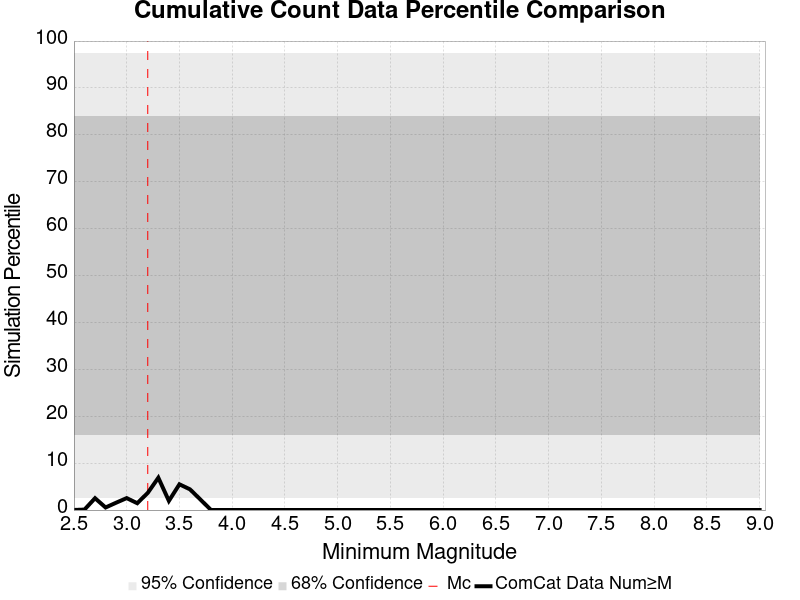 Cumulative Count Data Percentile Comparison
100
90
80
70
60
50
40
30
20
10
0
Simulation Percentile
2.5 3.0 3.5 4.0 4.5 5.0 5.5 6.0 6.5 7.0 7.5 8.0 8.5 9.0
Minimum Magnitude
95% Confidence 68% Confidence Mc ComCat Data Num≥M